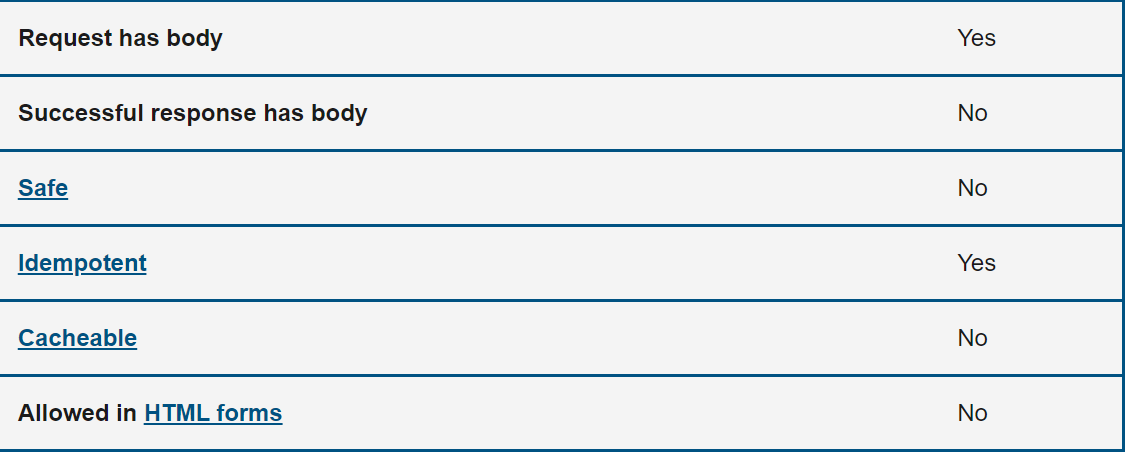 Request has body Yes
Successful response has body No
Safe No
Idempotent Yes
Cacheable No
Allowed in HTML forms No